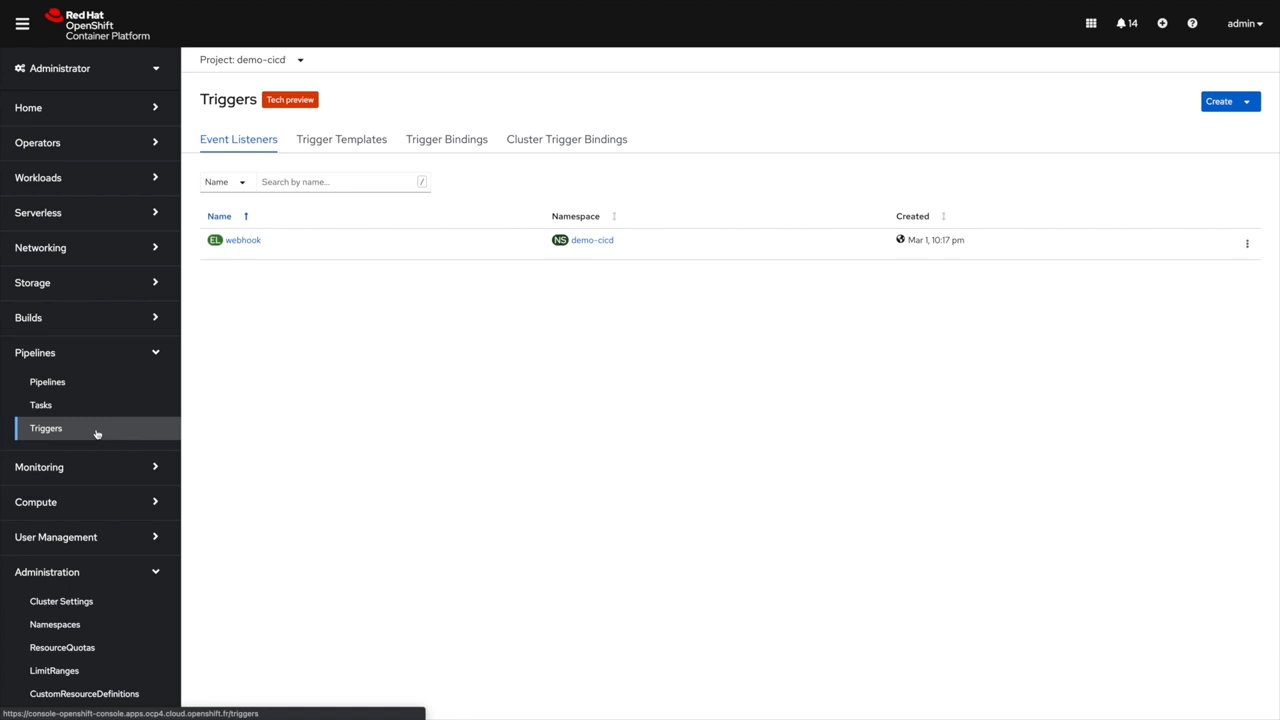 Red Hat
OpenShift
Container Platform
14
admin
Administrator
Home
Operators
Workloads
Serverless
Networking
Storage
Builds
Pipelines
Pipelines
Tasks
Triggers
Monitoring
Compute
User Management
Administration
Cluster Settings
Namespaces
ResourceQuotas
LimitRanges
CustomResourceDefinitions
Project: demo-cicd
Triggers Tech preview
Create
Event Listeners Trigger Templates Trigger Bindings Cluster Trigger Bindings
Name Search by name... /
Name Namespace Created
EL webhook NS demo-cicd Mar 1, 10:17 pm
https://console-openshift-console.apps.ocp4.cloud.openshift.fr/triggers